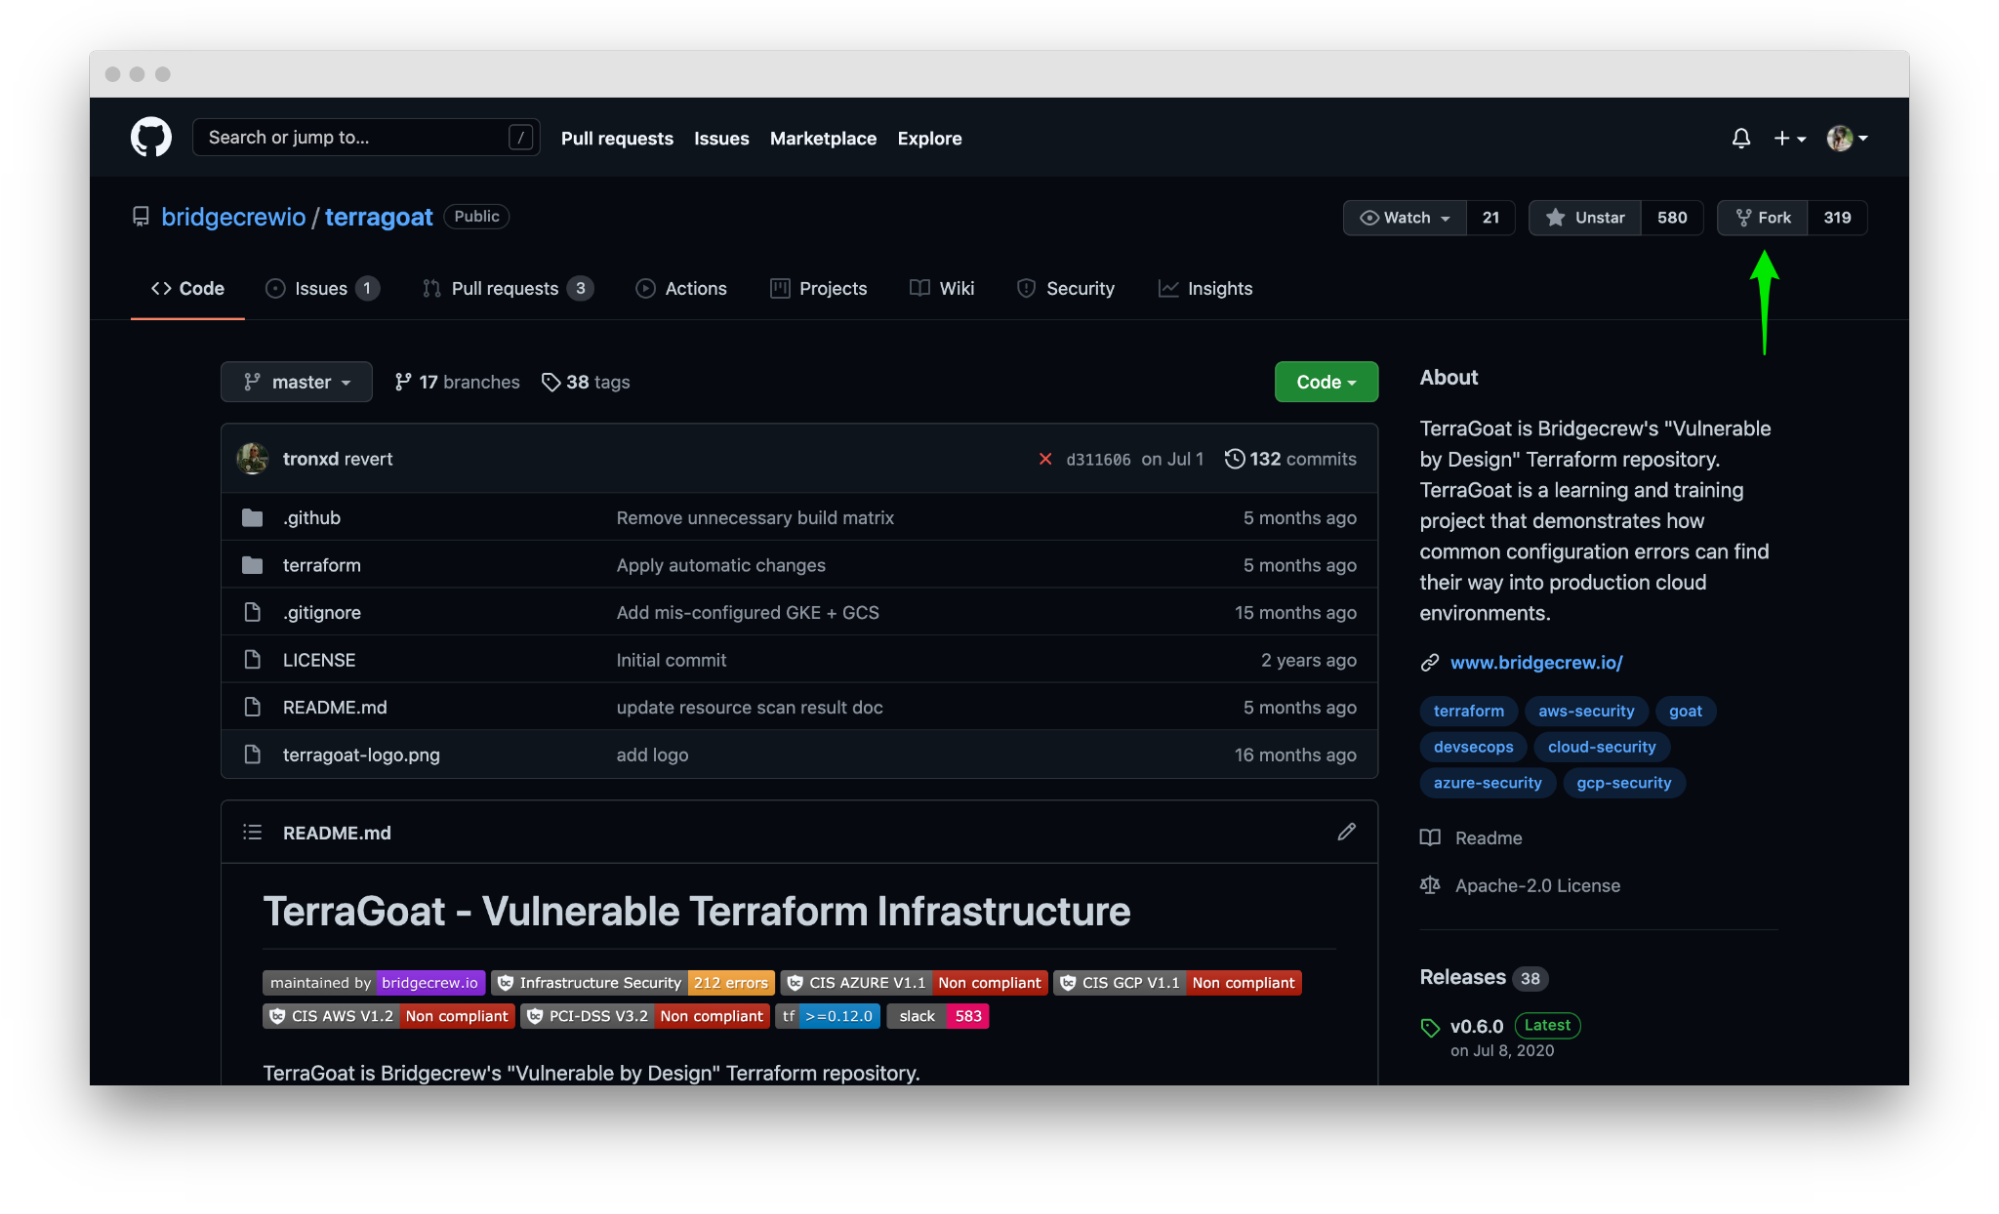 Search or jump to... / Pull requests Issues Marketplace Explore
bridgecrewio / terragoat Public Watch 21 Unstar 580 Fork 319
Code Issues 1 Pull requests 3 Actions Projects Wiki Security Insights
master 17 branches 38 tags Code
tronxd revert d311606 on Jul 1 132 commits
.github Remove unnecessary build matrix 5 months ago
terraform Apply automatic changes 5 months ago
.gitignore Add mis-configured GKE + GCS 15 months ago
LICENSE Initial commit 2 years ago
README.md update resource scan result doc 5 months ago
terragoat-logo.png add logo 16 months ago
README.md
TerraGoat - Vulnerable Terraform Infrastructure
maintained by bridgecrew.io Infrastructure Security 212 errors CIS AZURE V1.1 Non compliant CIS GCP V1.1 Non compliant
CIS AWS V1.2 Non compliant PCI-DSS V3.2 Non compliant tf >=0.12.0 slack 583
TerraGoat is Bridgecrew's "Vulnerable by Design" Terraform repository.
About
TerraGoat is Bridgecrew's "Vulnerable
by Design" Terraform repository.
TerraGoat is a learning and training
project that demonstrates how
common configuration errors can find
their way into production cloud
environments.
www.bridgecrew.io/
terraform aws-security goat
devsecops cloud-security
azure-security gcp-security
Readme
Apache-2.0 License
Releases 38
v0.6.0 Latest
on Jul 8, 2020